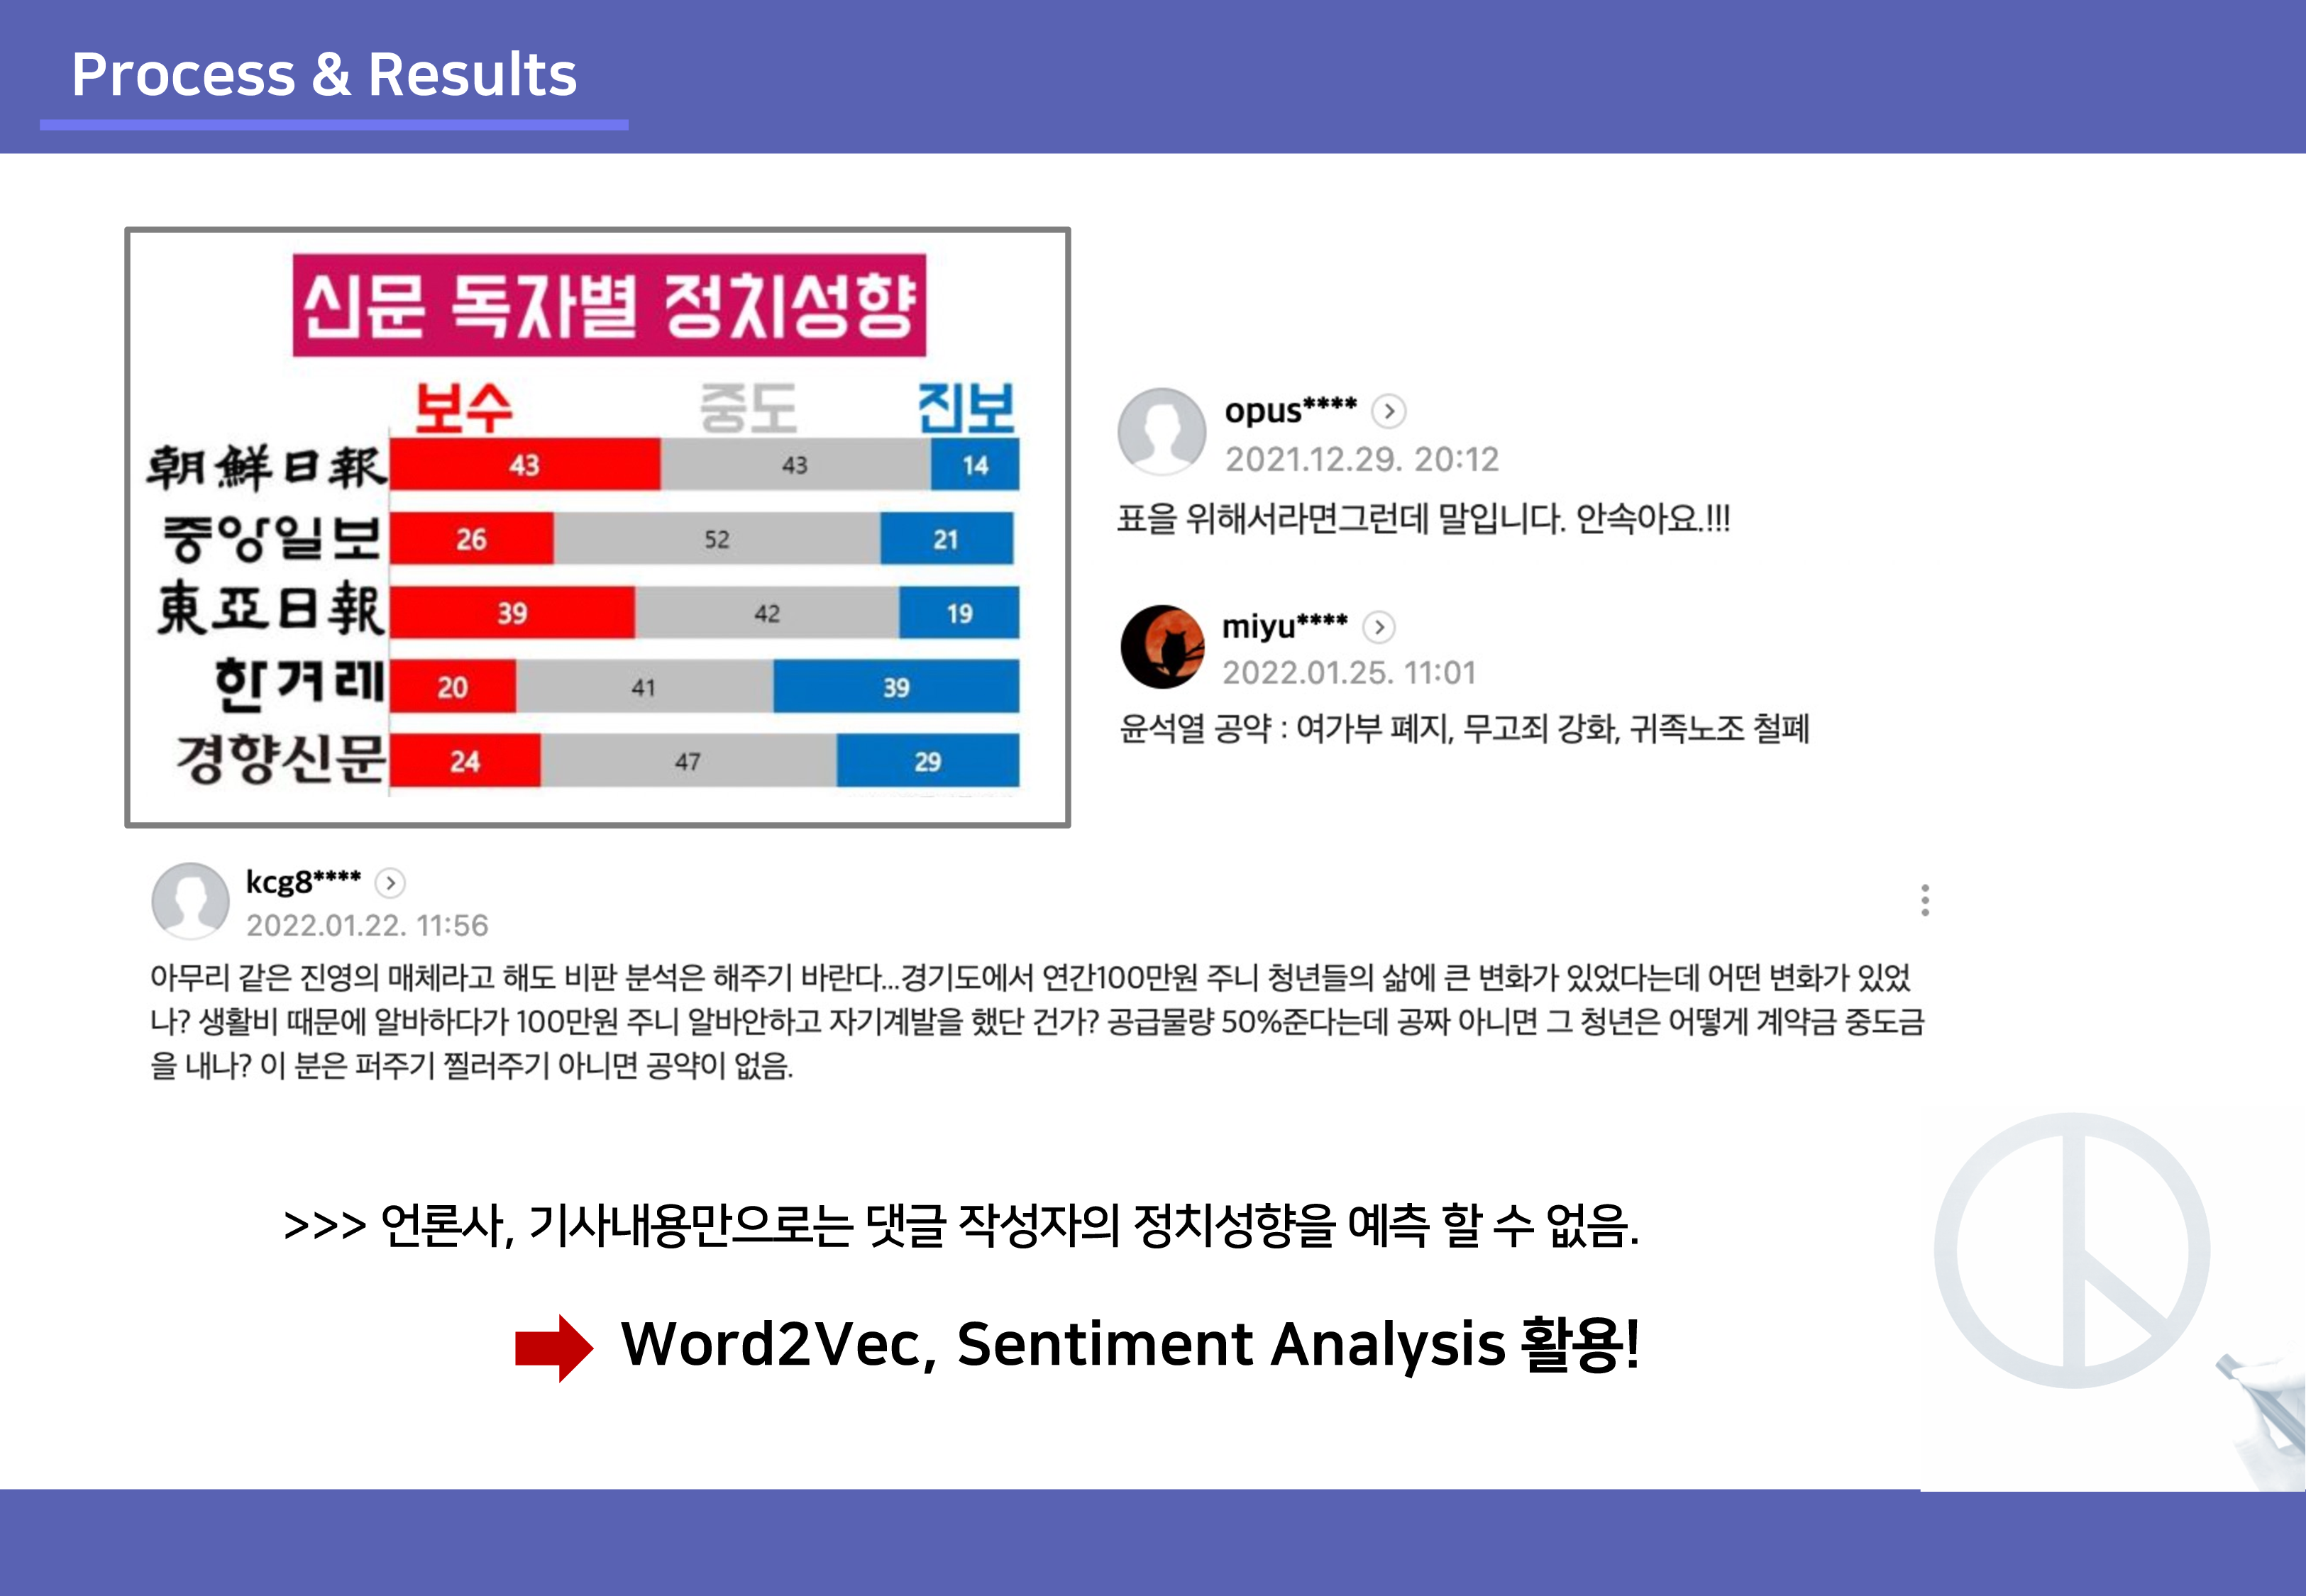 Process & Results
신문 독자별 정치성향
보수 중도 진보
朝鮮日報 43 43 14
중앙일보 26 52 21
東亞日報 39 42 19
한겨레 20 41 39
경향신문 24 47 29
opus****
2021.12.29. 20:12
표을 위해서라면그런데 말입니다. 안속아요.!!!
miyu****
2022.01.25. 11:01
윤석열 공약 : 여가부 폐지, 무고죄 강화, 귀족노조 철폐
kcg8****
2022.01.22. 11:56
아무리 같은 진영의 매체라고 해도 비판 분석은 해주기 바란다...경기도에서 연간100만원 주니 청년들의 삶에 큰 변화가 있었다는데 어떤 변화가 있었
나? 생활비 때문에 알바하다가 100만원 주니 알바안하고 자기계발을 했단 건가? 공급물량 50%준다는데 공짜 아니면 그 청년은 어떻게 계약금 중도금
을 내나? 이 분은 퍼주기 찔러주기 아니면 공약이 없음.
>>> 언론사, 기사내용만으로는 댓글 작성자의 정치성향을 예측 할 수 없음.
Word2Vec, Sentiment Analysis 활용!